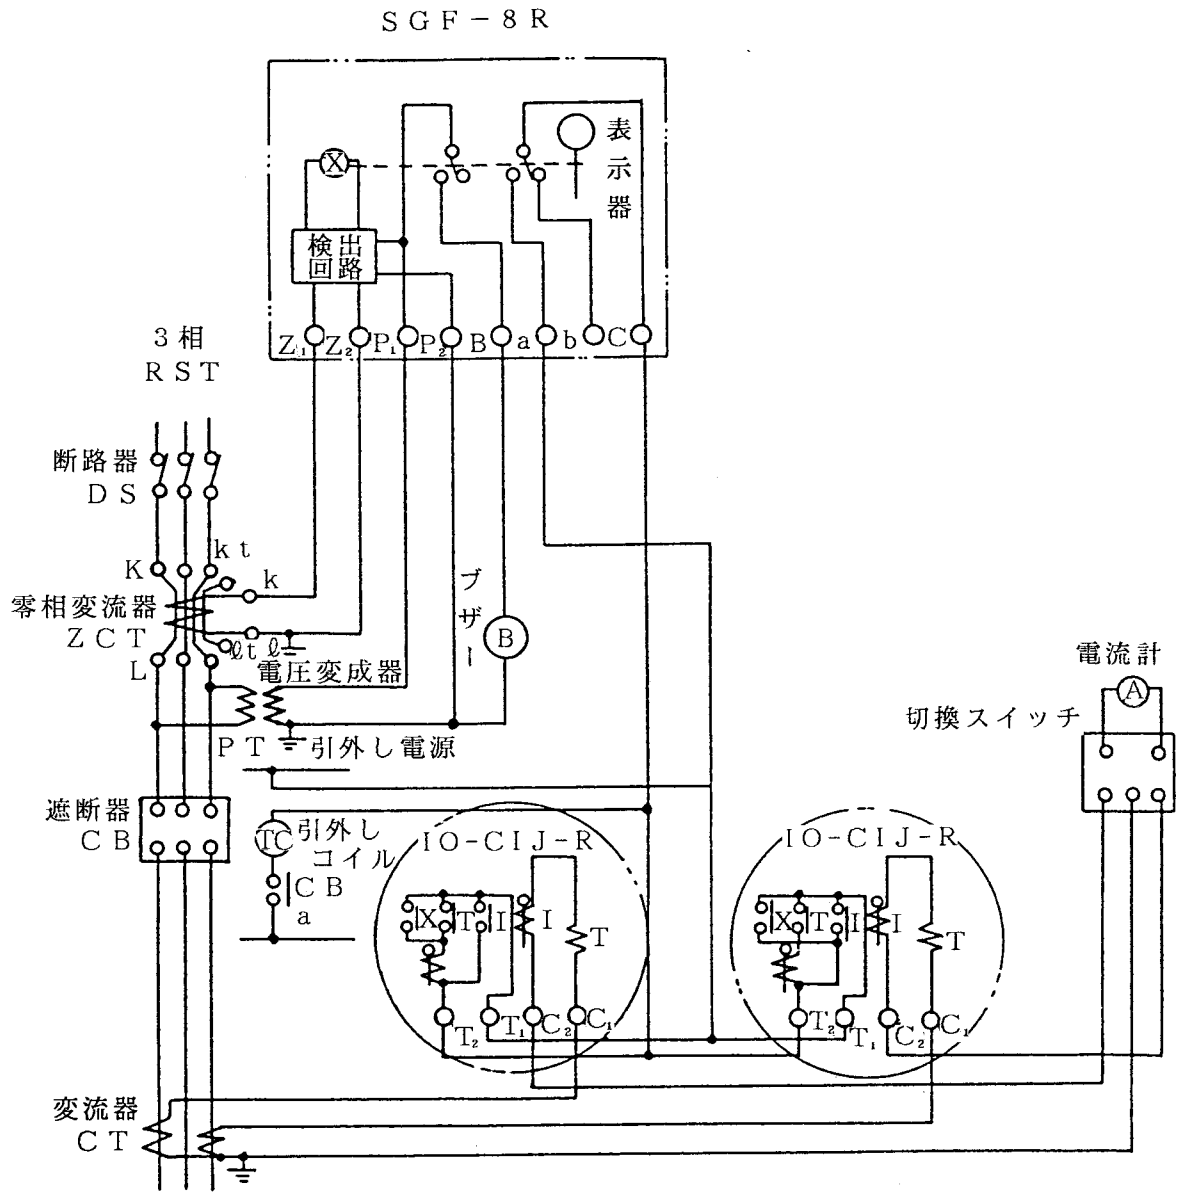 SGF-8R
表示器
X
検出
回路
Z₁ Z₂ P₁ P₂ B a b C
3相
RST
断路器
DS
kt
K
k
零相変流器
ZCT
L
ℓt ℓ
ブザー
B
電圧変成器
PT
引外し電源
電流計
A
切換スイッチ
遮断器
CB
TC
引外し
コイル
CB
a
IO-CIJ-R
X T I I T
T₂ T₁ C₂ C₁
IO-CIJ-R
X T I I T
T₂ T₁ C₂ C₁
変流器
CT